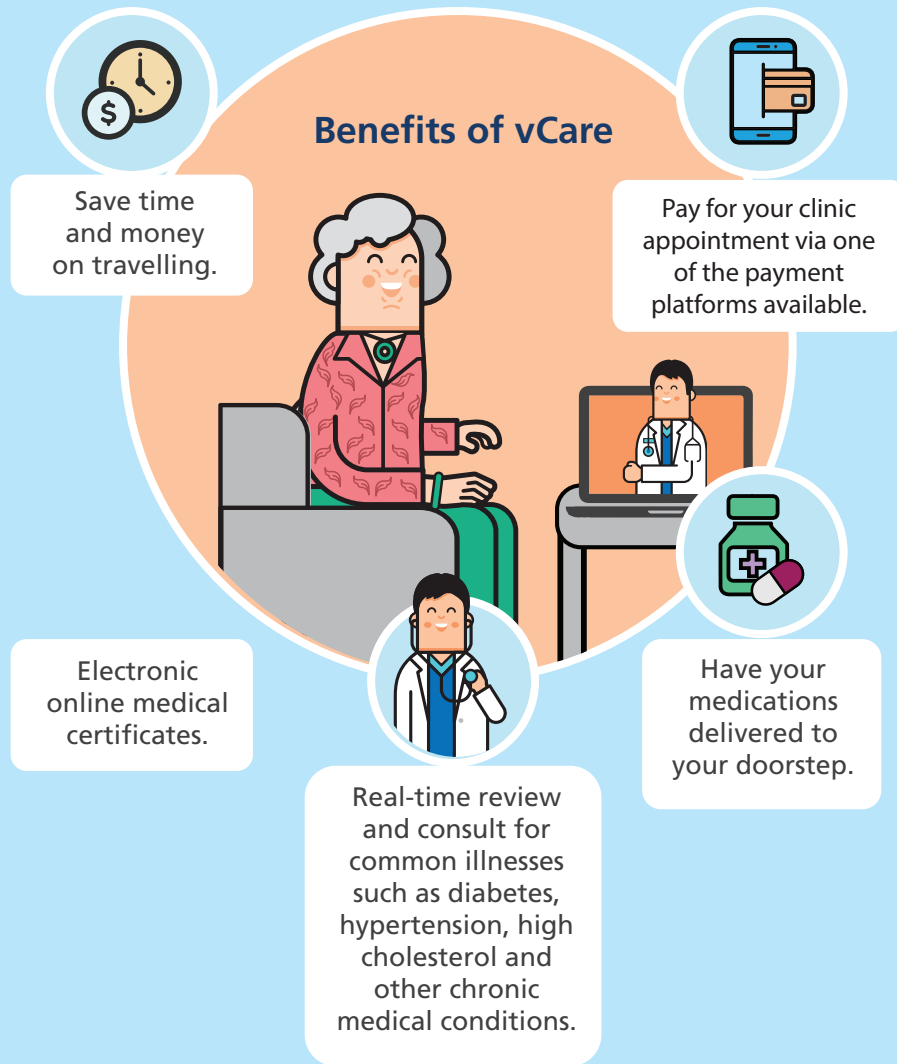 Benefits of vCare
$
Save time
and money
on travelling.
Pay for your clinic
appointment via one
of the payment
platforms available.
Electronic
online medical
certificates.
Real-time review
and consult for
common illnesses
such as diabetes,
hypertension, high
cholesterol and
other chronic
medical conditions.
Have your
medications
delivered to
your doorstep.